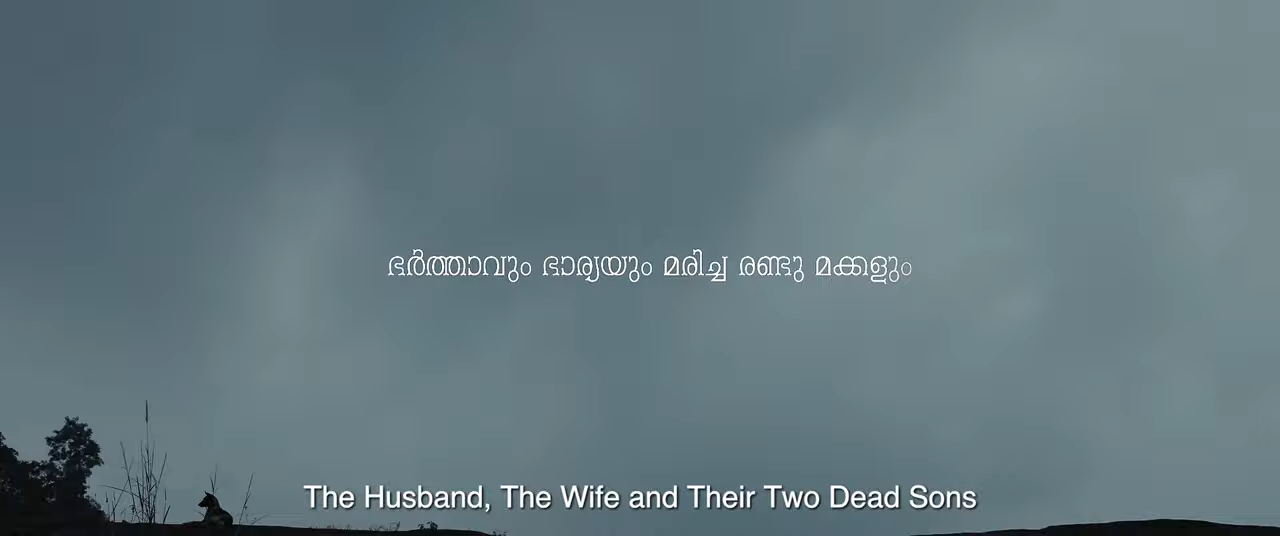 ഭർത്താവും ഭാര്യയും മരിച്ച രണ്ടു മക്കളും
The Husband, The Wife and Their Two Dead Sons